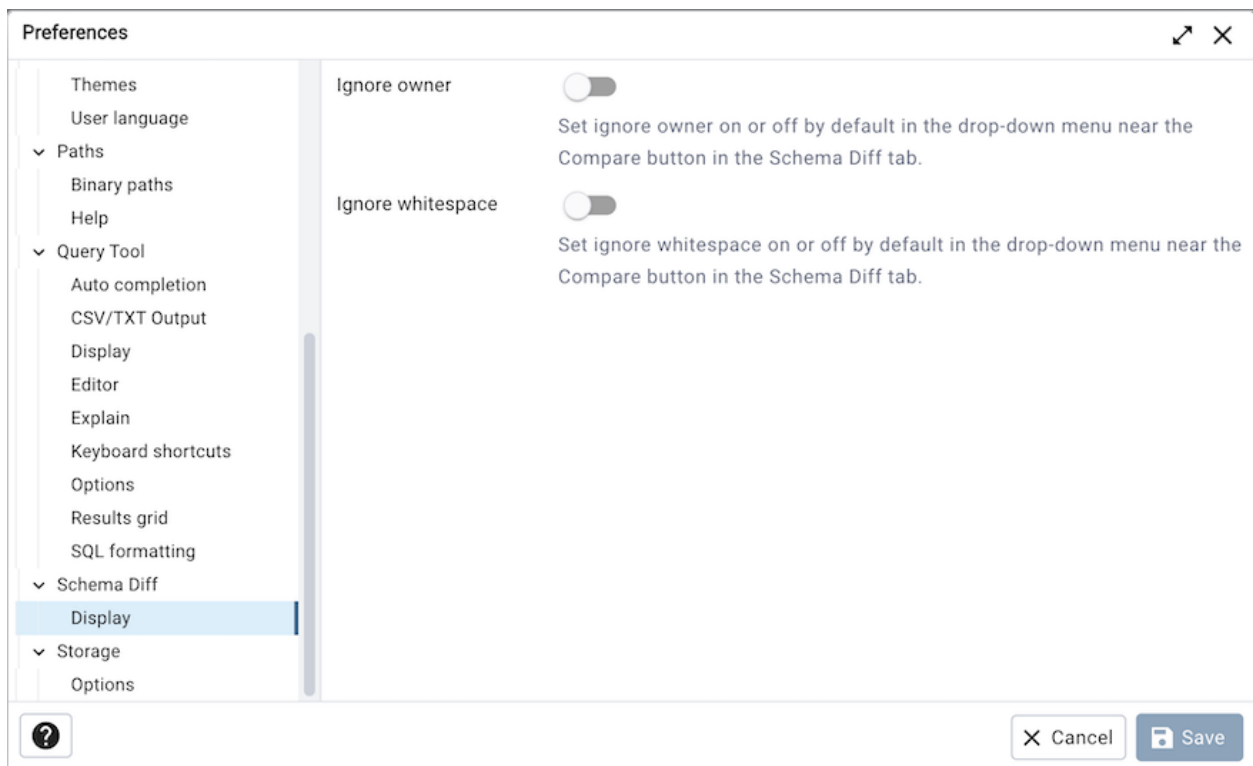 Preferences
Themes
User language
Paths
Binary paths
Help
Query Tool
Auto completion
CSV/TXT Output
Display
Editor
Explain
Keyboard shortcuts
Options
Results grid
SQL formatting
Schema Diff
Display
Storage
Options
Ignore owner
Set ignore owner on or off by default in the drop-down menu near the
Compare button in the Schema Diff tab.
Ignore whitespace
Set ignore whitespace on or off by default in the drop-down menu near the
Compare button in the Schema Diff tab.
?
Cancel
Save